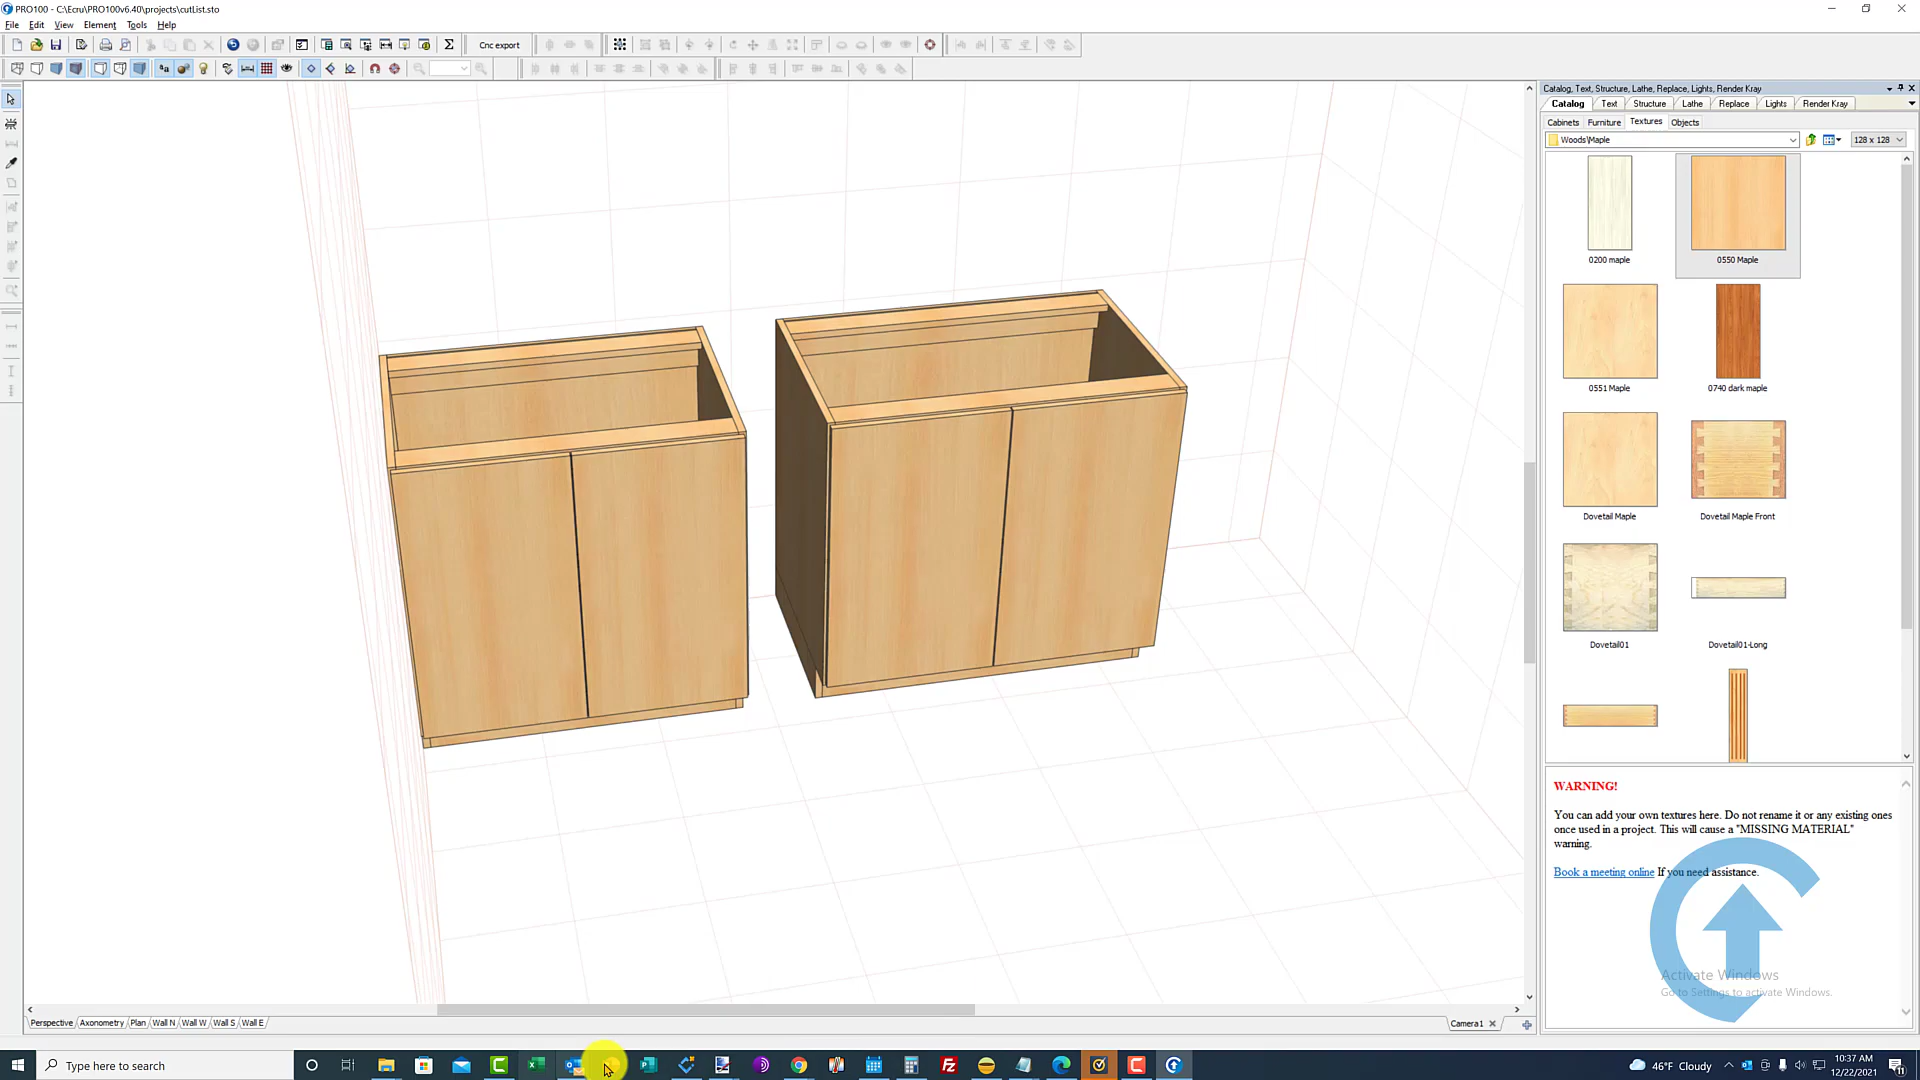 PRO100 - C:\Ecru\PRO100v6.40\projects\cutList.sto
File Edit View Element Tools Help
Cnc export
Catalog, Text, Structure, Lathe, Replace, Lights, Render Kray
Catalog Text Structure Lathe Replace Lights Render Kray
Cabinets Furniture Textures Objects
Woods\Maple 128 x 128
0200 maple 0550 Maple
0551 Maple 0740 dark maple
Dovetail Maple Dovetail Maple Front
Dovetail01 Dovetail01-Long
WARNING!
You can add your own textures here. Do not rename it or any existing ones
once used in a project. This will cause a "MISSING MATERIAL"
warning.
Book a meeting online If you need assistance.
Activate Windows
Go to Settings to activate Windows.
Perspective Axonometry Plan Wall N Wall W Wall S Wall E
Camera1
Type here to search
46°F Cloudy
10:37 AM
12/22/2021